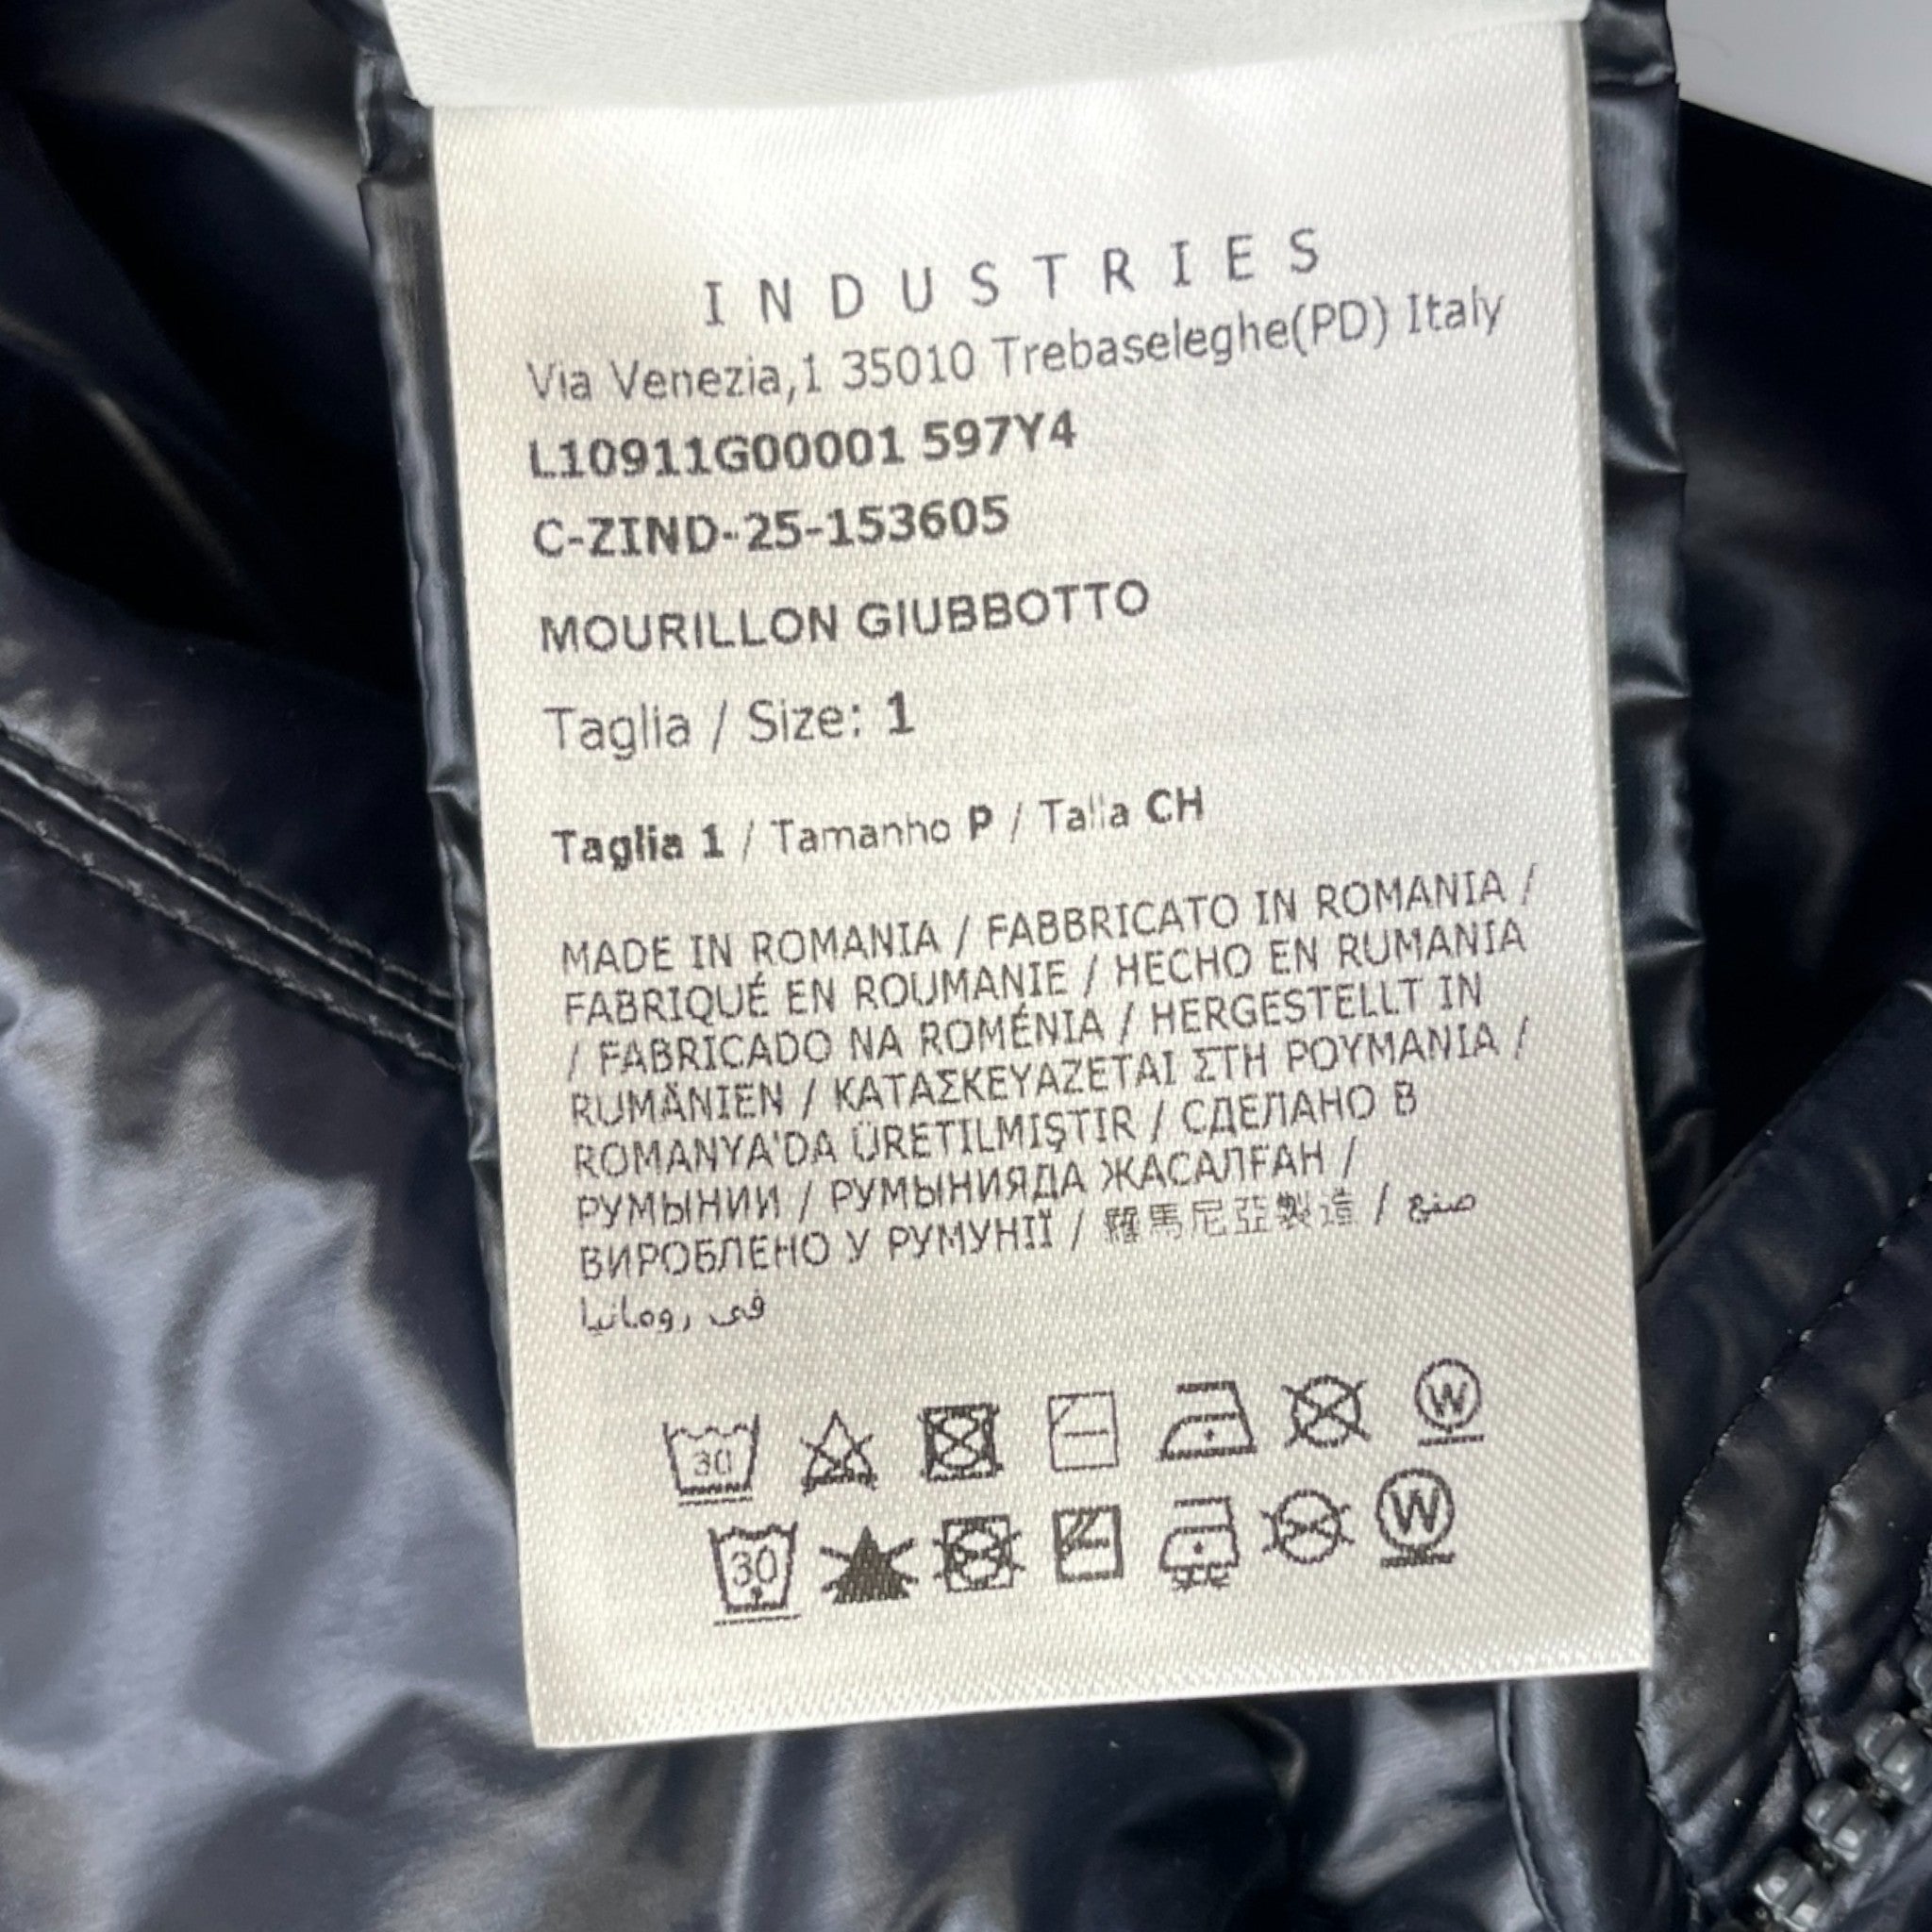 INDUSTRIES
Via Venezia,1 35010 Trebaseleghe(PD) Italy
L10911G00001 597Y4
C-ZIND-25-153605
MOURILLON GIUBBOTTO
Taglia / Size: 1
Taglia 1 / Tamanho P / Talla CH
MADE IN ROMANIA / FABBRICATO IN ROMANIA /
FABRIQUÉ EN ROUMANIE / HECHO EN RUMANIA
/ FABRICADO NA ROMÉNIA / HERGESTELLT IN
RUMÄNIEN / ΚΑΤΑΣΚΕΥΑΖΕΤΑΙ ΣΤΗ ΡΟΥΜΑΝΙΑ /
ROMANYA'DA ÜRETILMIŞTIR / СДЕЛАНО В
РУМЫНИИ / РУМЫНИЯДА ЖАСАЛҒАН /
ВИРОБЛЕНО У РУМУНІЇ / 羅馬尼亞製造 / صنع
في رومانيا
30 W
30 W